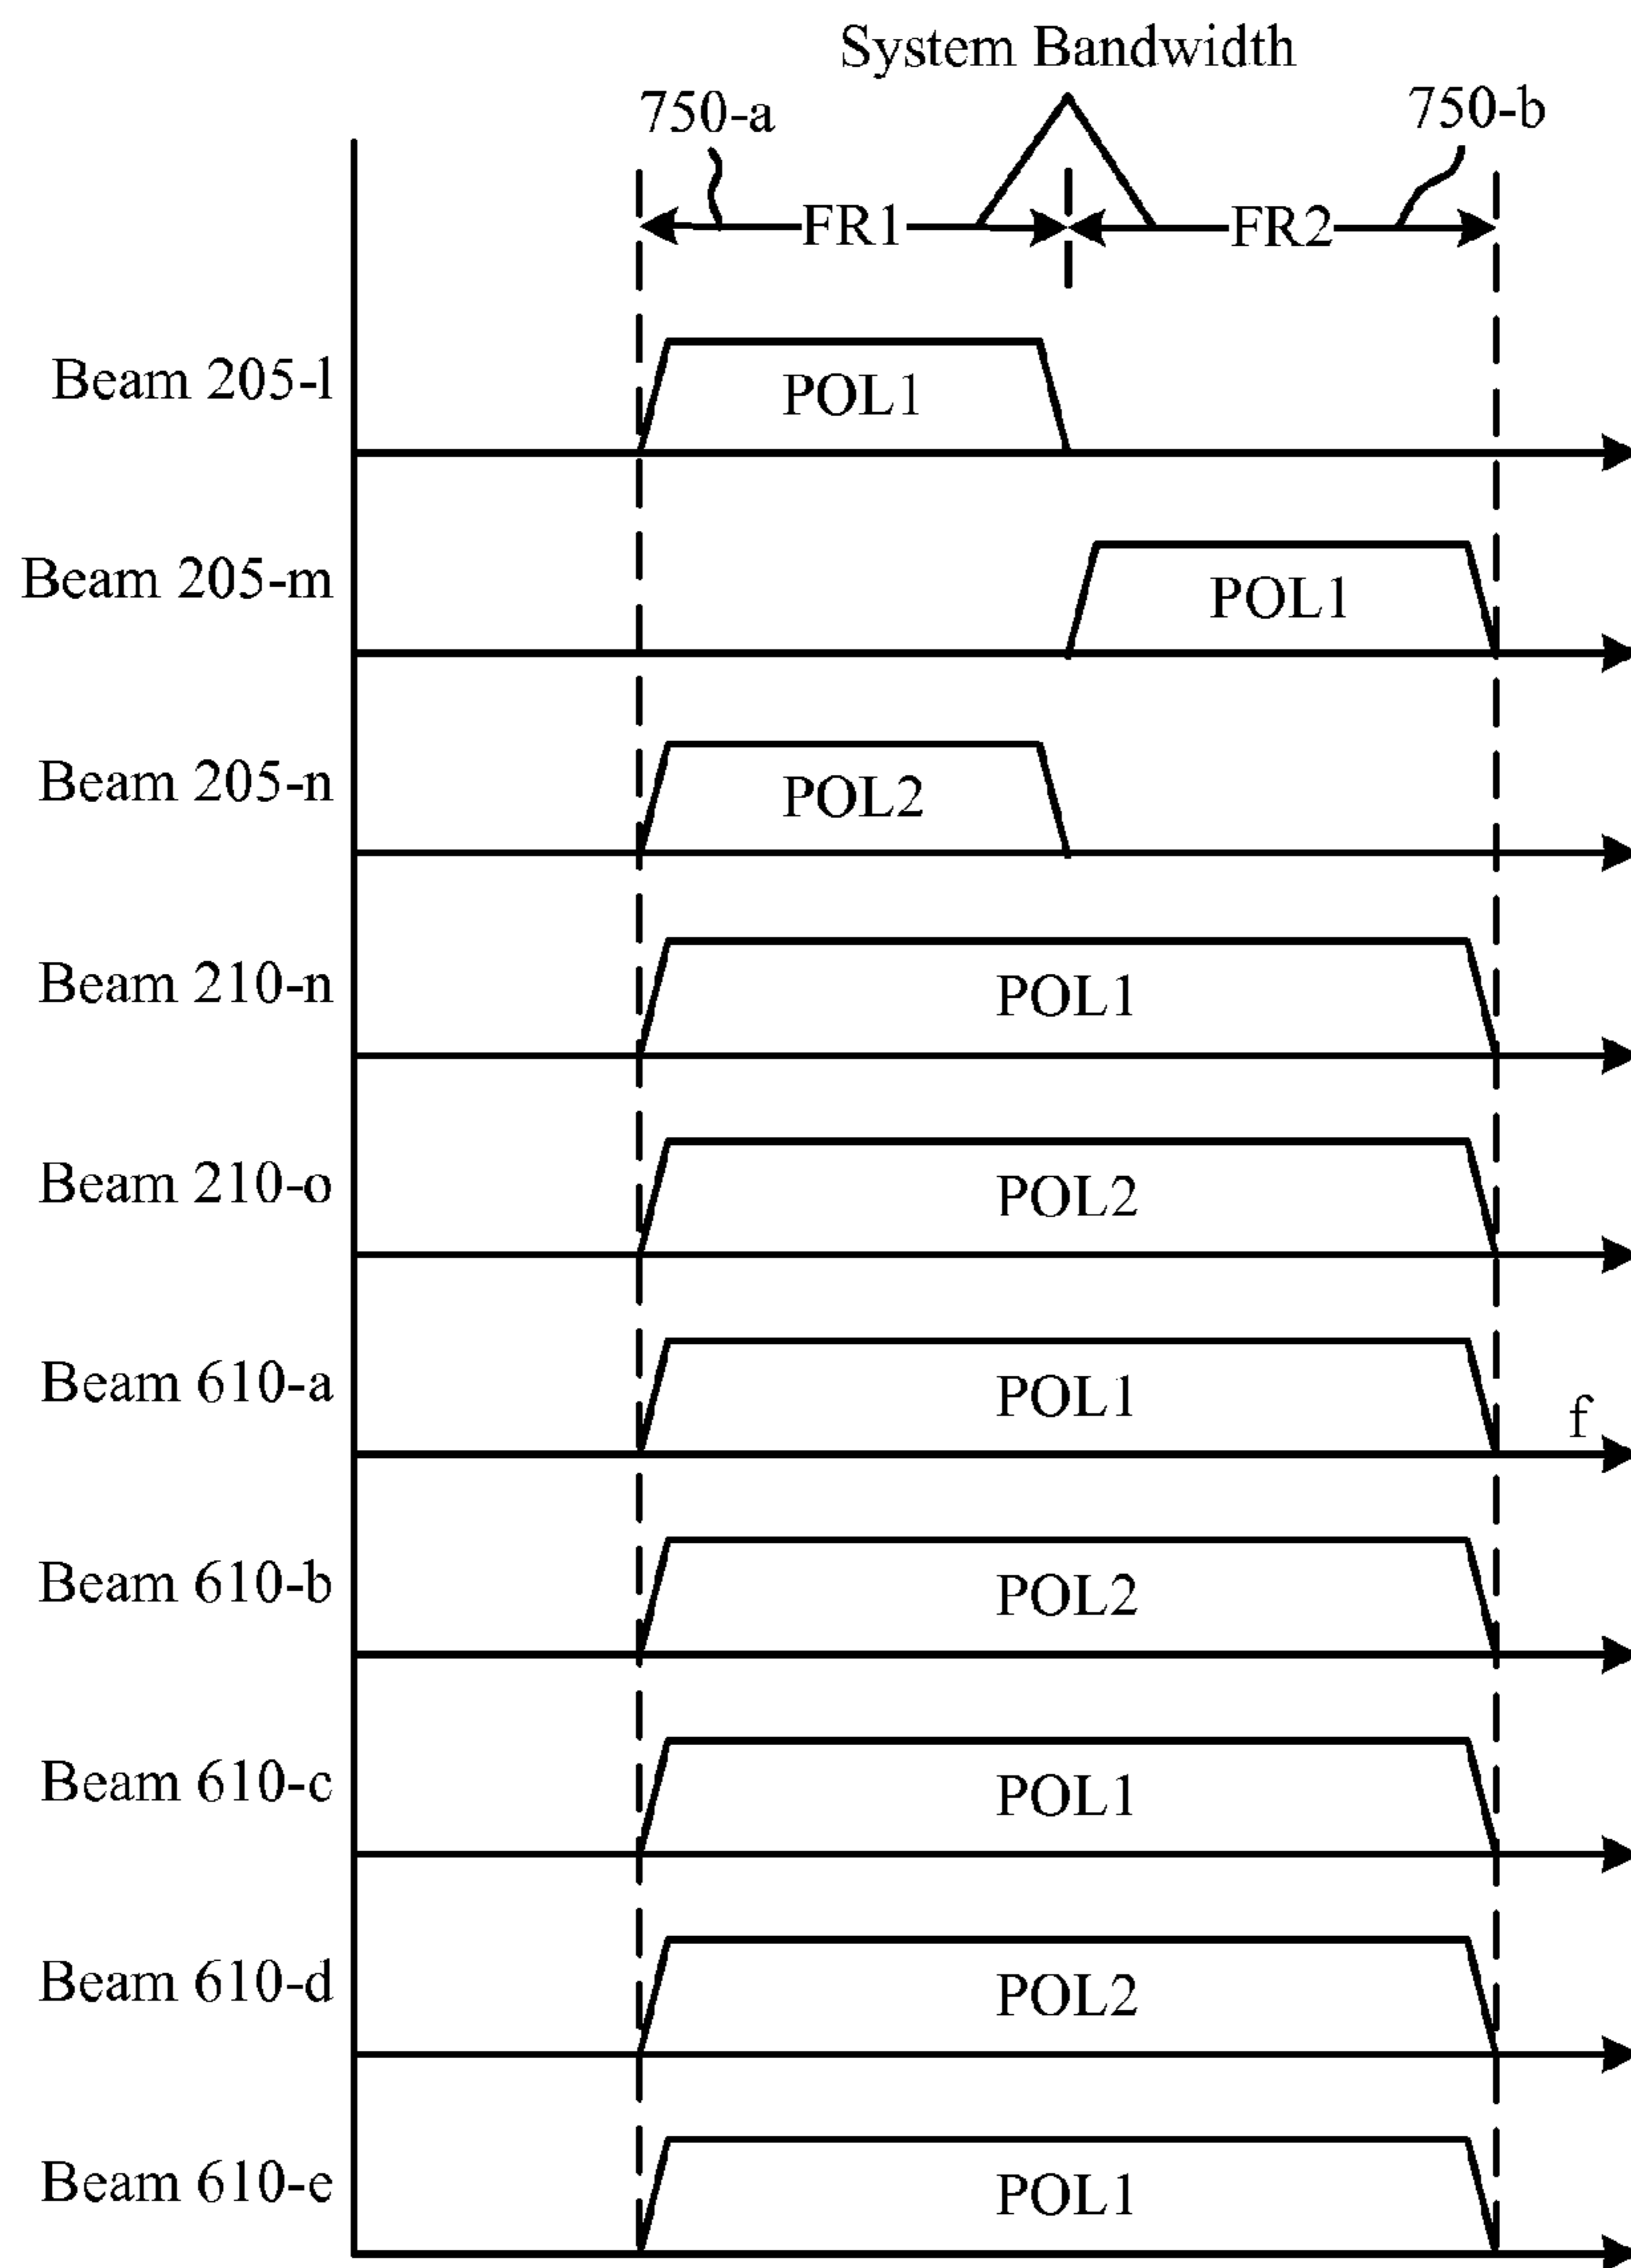 System Bandwidth
750-a
750-b
FR1
FR2
Beam 205-l
POL1
Beam 205-m
POL1
Beam 205-n
POL2
Beam 210-n
POL1
Beam 210-o
POL2
Beam 610-a
POL1
f
Beam 610-b
POL2
Beam 610-c
POL1
Beam 610-d
POL2
Beam 610-e
POL1